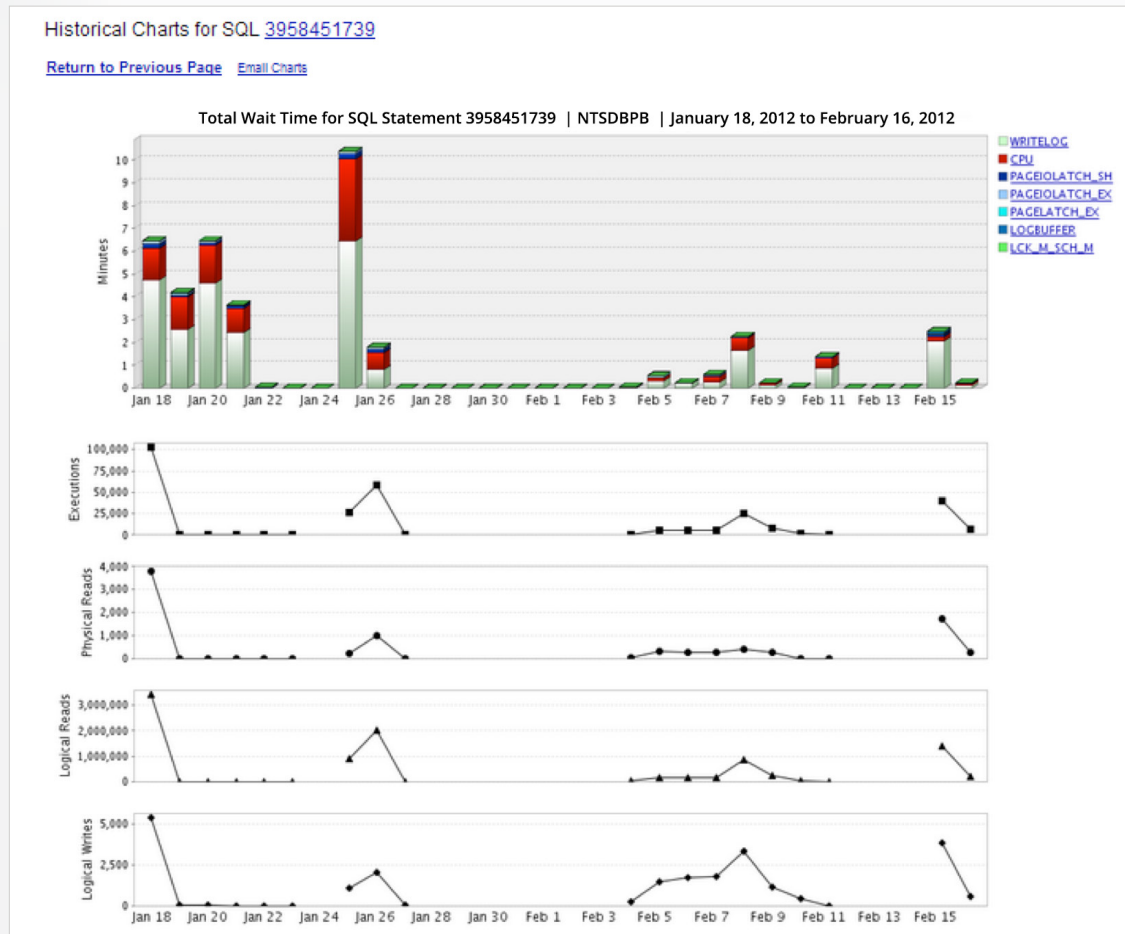 Historical Charts for SQL 3958451739
Return to Previous Page Email Charts
Total Wait Time for SQL Statement 3958451739 | NTSDBPB | January 18, 2012 to February 16, 2012
Minutes
10
9
8
7
6
5
4
3
2
1
0
Jan 18 Jan 20 Jan 22 Jan 24 Jan 26 Jan 28 Jan 30 Feb 1 Feb 3 Feb 5 Feb 7 Feb 9 Feb 11 Feb 13 Feb 15
WRITELOG
CPU
PAGEIOLATCH_SH
PAGEIOLATCH_EX
PAGELATCH_EX
LOGBUFFER
LCK_M_SCH_M
Executions
100,000
75,000
50,000
25,000
0
Physical Reads
4,000
3,000
2,000
1,000
0
Logical Reads
3,000,000
2,000,000
1,000,000
0
Logical Writes
5,000
2,500
0
Jan 18 Jan 20 Jan 22 Jan 24 Jan 26 Jan 28 Jan 30 Feb 1 Feb 3 Feb 5 Feb 7 Feb 9 Feb 11 Feb 13 Feb 15